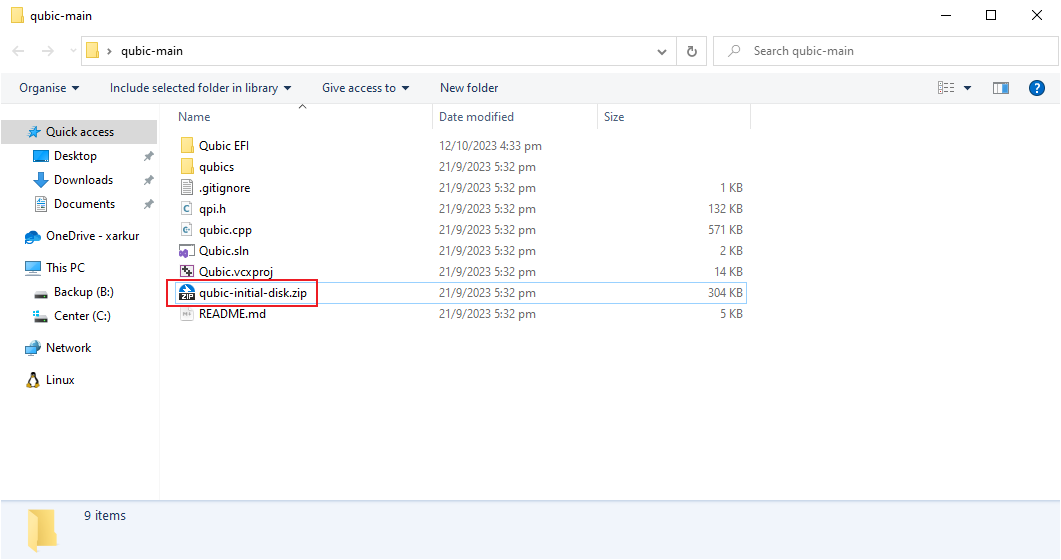 qubic-main
qubic-main
Search qubic-main
Organise Include selected folder in library Give access to New folder ?
Name Date modified Size
Quick access
Desktop
Downloads
Documents
OneDrive - xarkur
This PC
Backup (B:)
Center (C:)
Network
Linux
Qubic EFI 12/10/2023 4:33 pm
qubics 21/9/2023 5:32 pm
.gitignore 21/9/2023 5:32 pm 1 KB
qpi.h 21/9/2023 5:32 pm 132 KB
qubic.cpp 21/9/2023 5:32 pm 571 KB
Qubic.sln 21/9/2023 5:32 pm 2 KB
Qubic.vcxproj 21/9/2023 5:32 pm 14 KB
ZIP qubic-initial-disk.zip 21/9/2023 5:32 pm 304 KB
README.md 21/9/2023 5:32 pm 5 KB
9 items